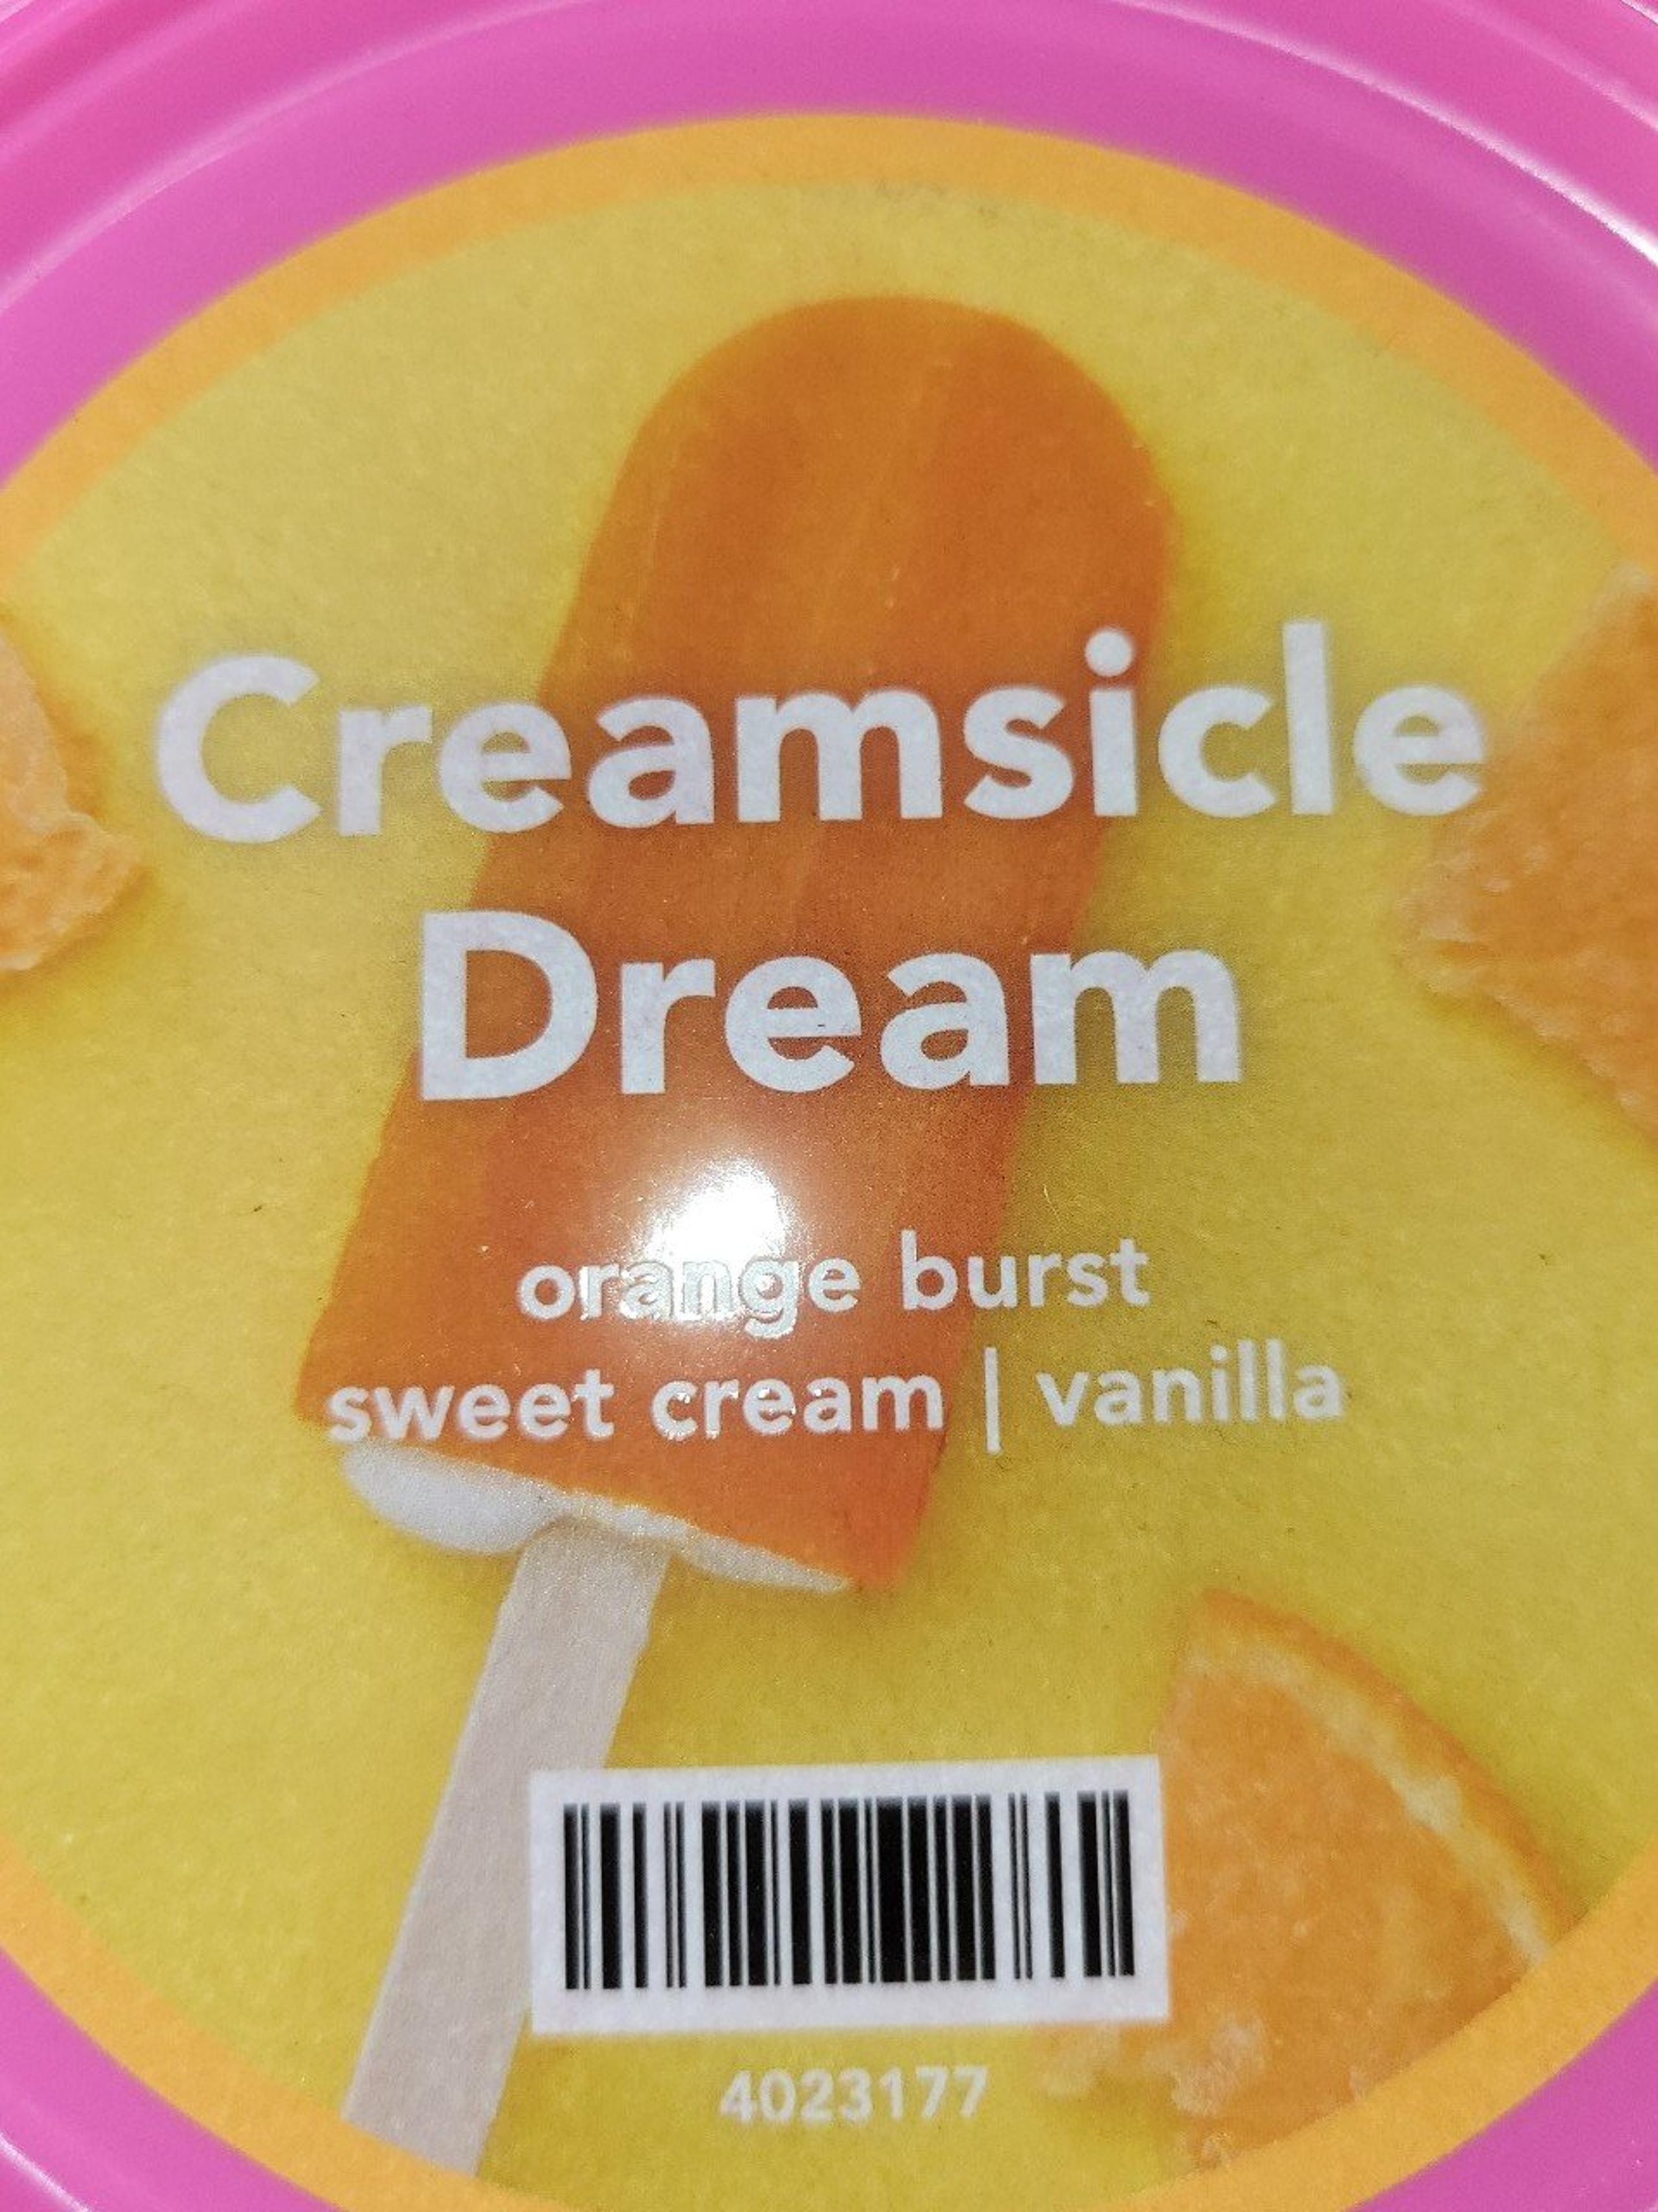 Creamsicle
Dream
orange burst
sweet cream | vanilla
4023177